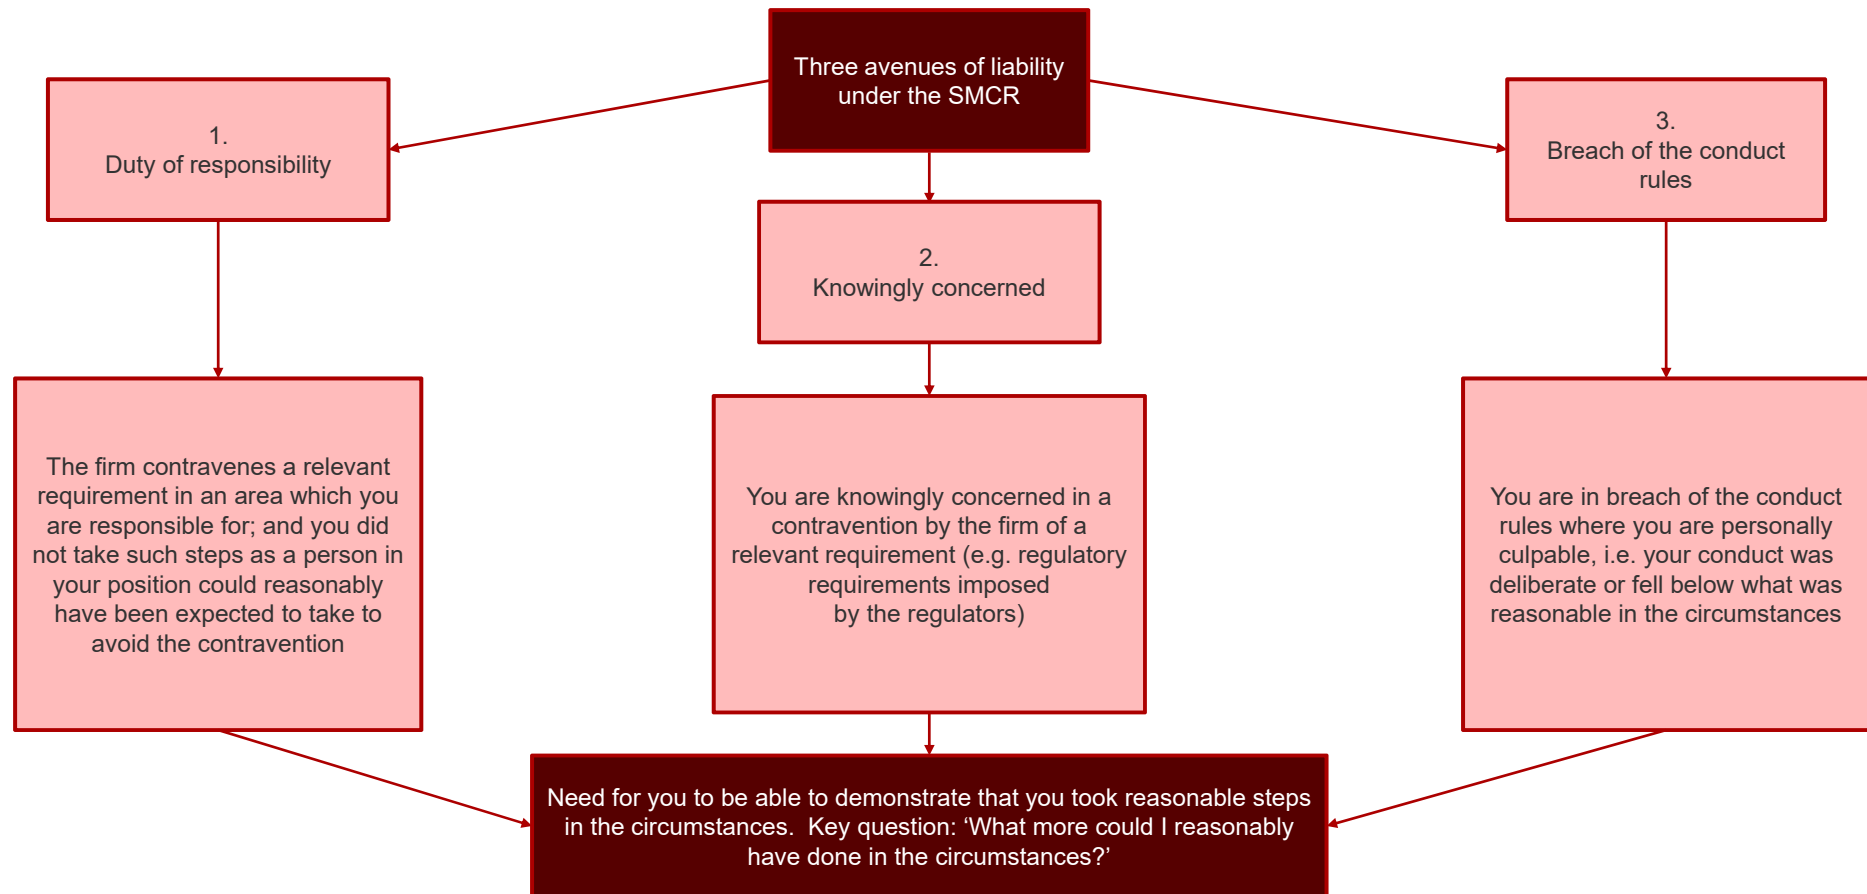 Three avenues of liability
under the SMCR
1.
Duty of responsibility
2.
Knowingly concerned
3.
Breach of the conduct
rules
The firm contravenes a relevant
requirement in an area which you
are responsible for; and you did
not take such steps as a person in
your position could reasonably
have been expected to take to
avoid the contravention
You are knowingly concerned in a
contravention by the firm of a
relevant requirement (e.g. regulatory
requirements imposed
by the regulators)
You are in breach of the conduct
rules where you are personally
culpable, i.e. your conduct was
deliberate or fell below what was
reasonable in the circumstances
Need for you to be able to demonstrate that you took reasonable steps
in the circumstances.  Key question: ‘What more could I reasonably
have done in the circumstances?’